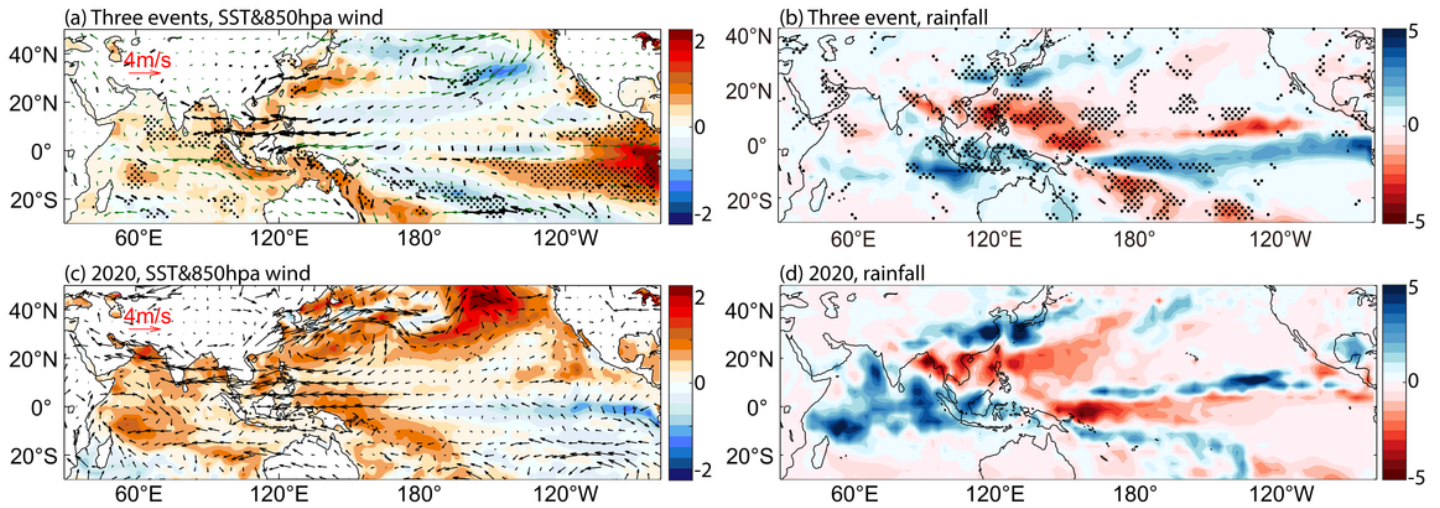 (a) Three events, SST&850hpa wind
40°N
20°N
0°
20°S
4m/s
60°E
120°E
180°
120°W
2
0
-2
(b) Three event, rainfall
40°N
20°N
0°
20°S
60°E
120°E
180°
120°W
5
0
-5
(c) 2020, SST&850hpa wind
40°N
20°N
0°
20°S
4m/s
60°E
120°E
180°
120°W
2
0
-2
(d) 2020, rainfall
40°N
20°N
0°
20°S
60°E
120°E
180°
120°W
5
0
-5